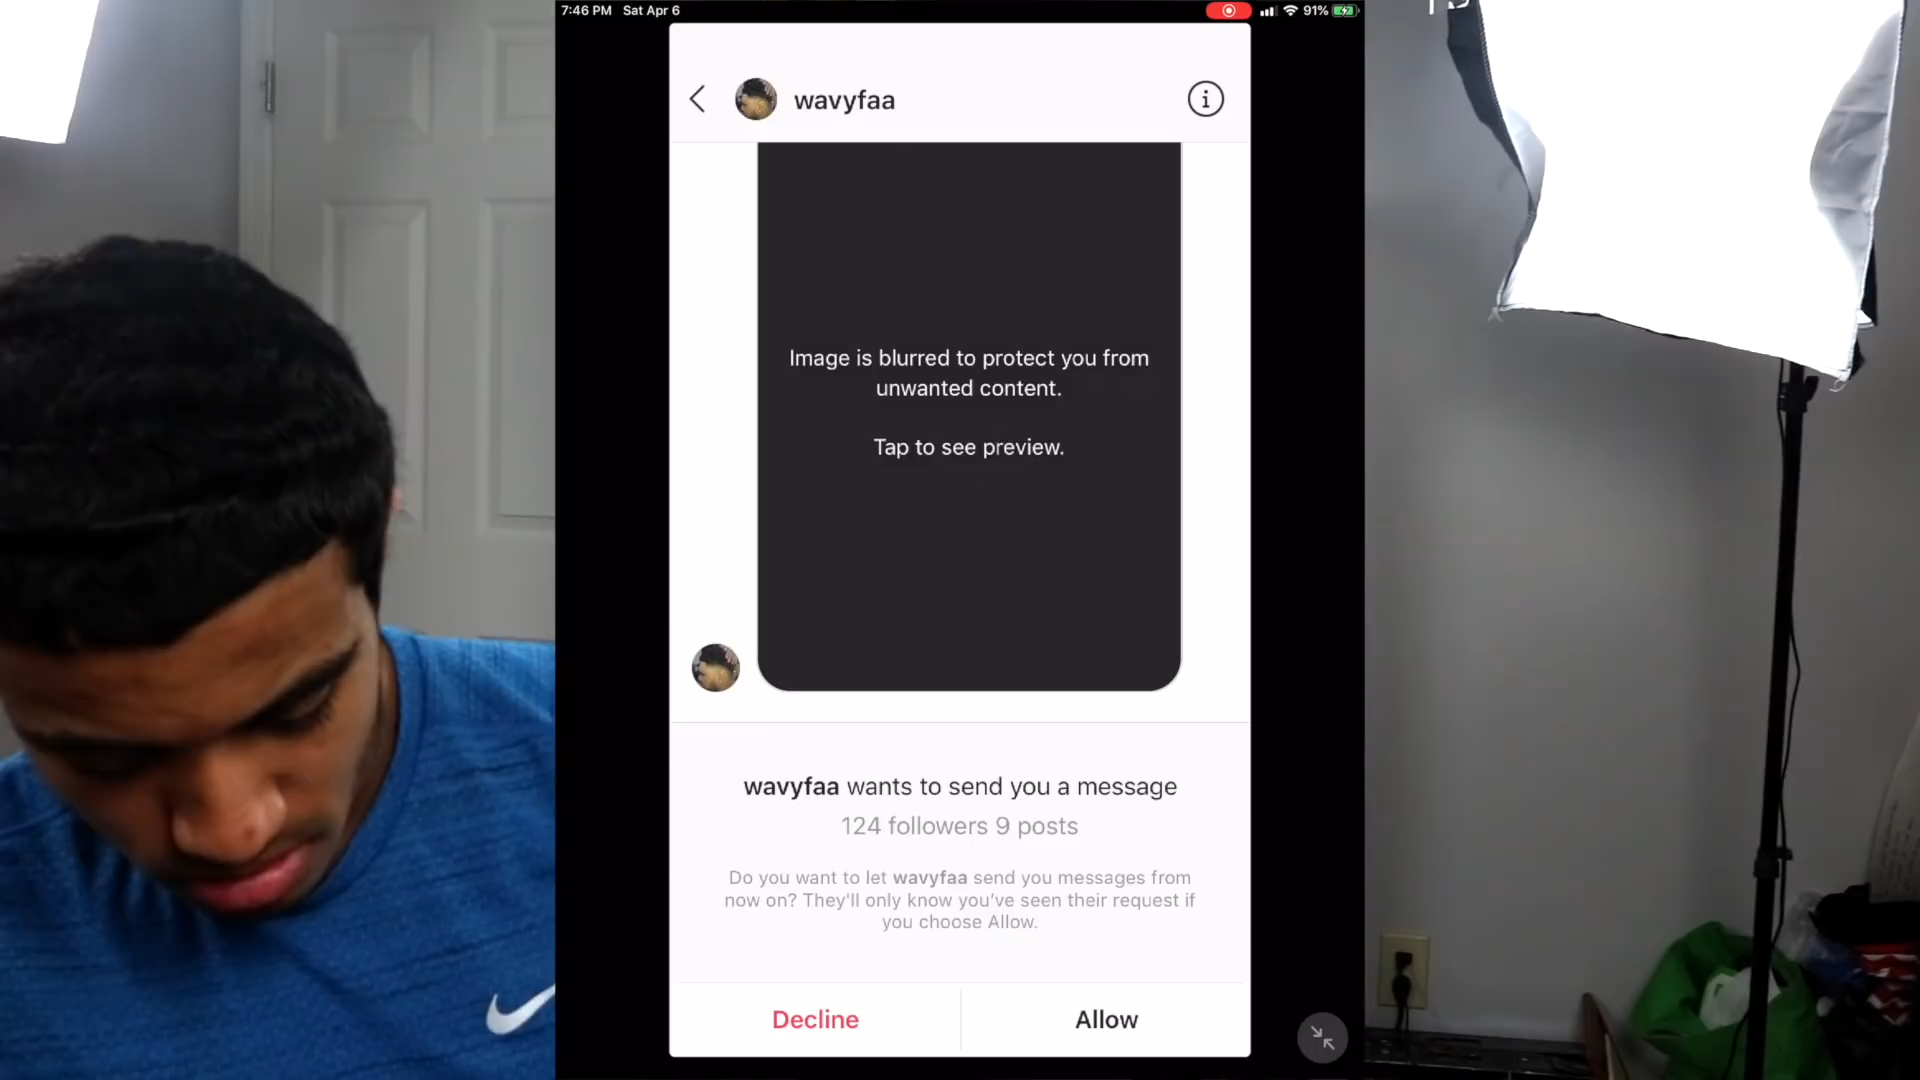 7:46 PM Sat Apr 6
91%
wavyfaa
Image is blurred to protect you from
unwanted content.
Tap to see preview.
wavyfaa wants to send you a message
124 followers 9 posts
Do you want to let wavyfaa send you messages from
now on? They'll only know you've seen their request if
you choose Allow.
Decline
Allow